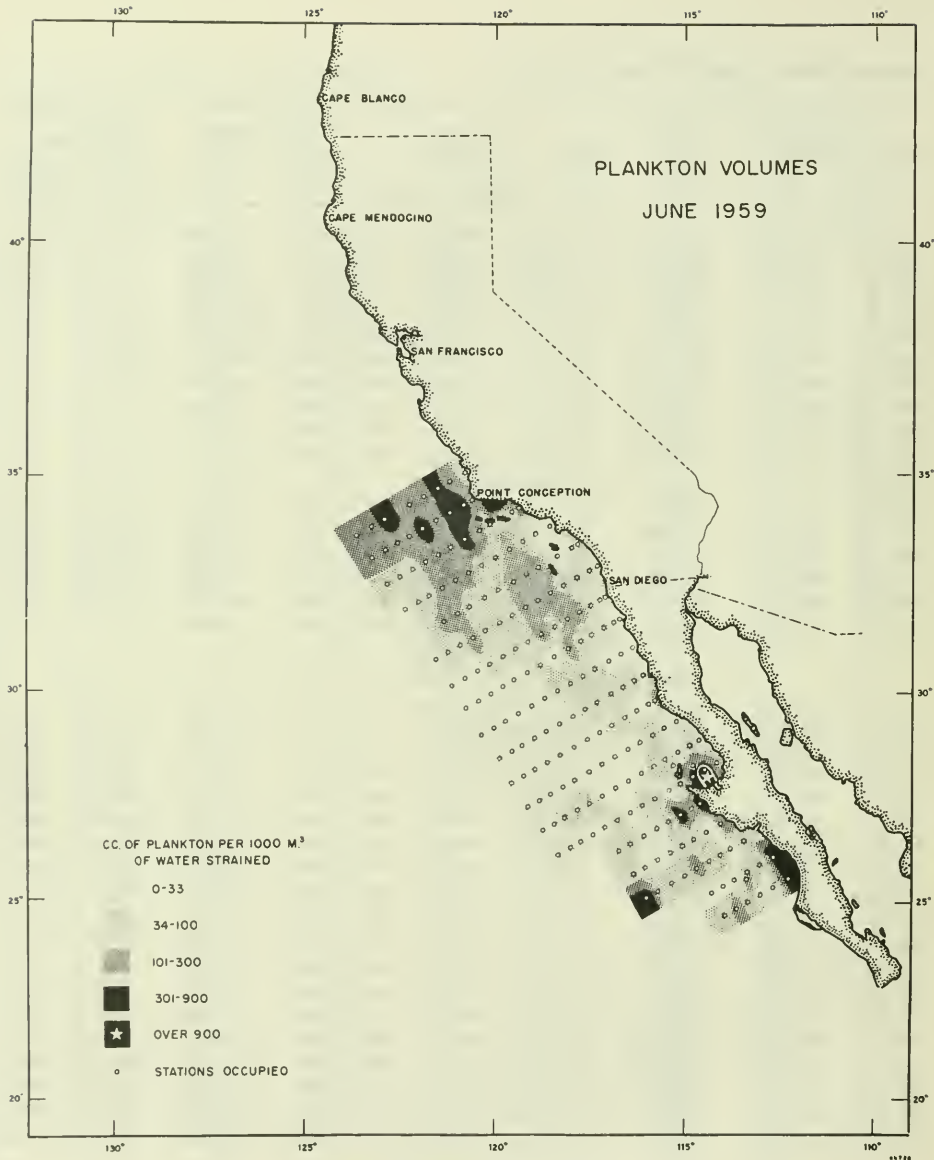 130° 125° 120° 115° 110°
CAPE BLANCO
PLANKTON VOLUMES
JUNE 1959
CAPE MENDOCINO
40° 40°
SAN FRANCISCO
35° 35°
POINT CONCEPTION
SAN DIEGO
30° 30°
CC. OF PLANKTON PER 1000 M.³
OF WATER STRAINED
0-33
25° 25°
34-100
101-300
301-900
OVER 900
STATIONS OCCUPIED
20° 20°
130° 125° 120° 115° 110°